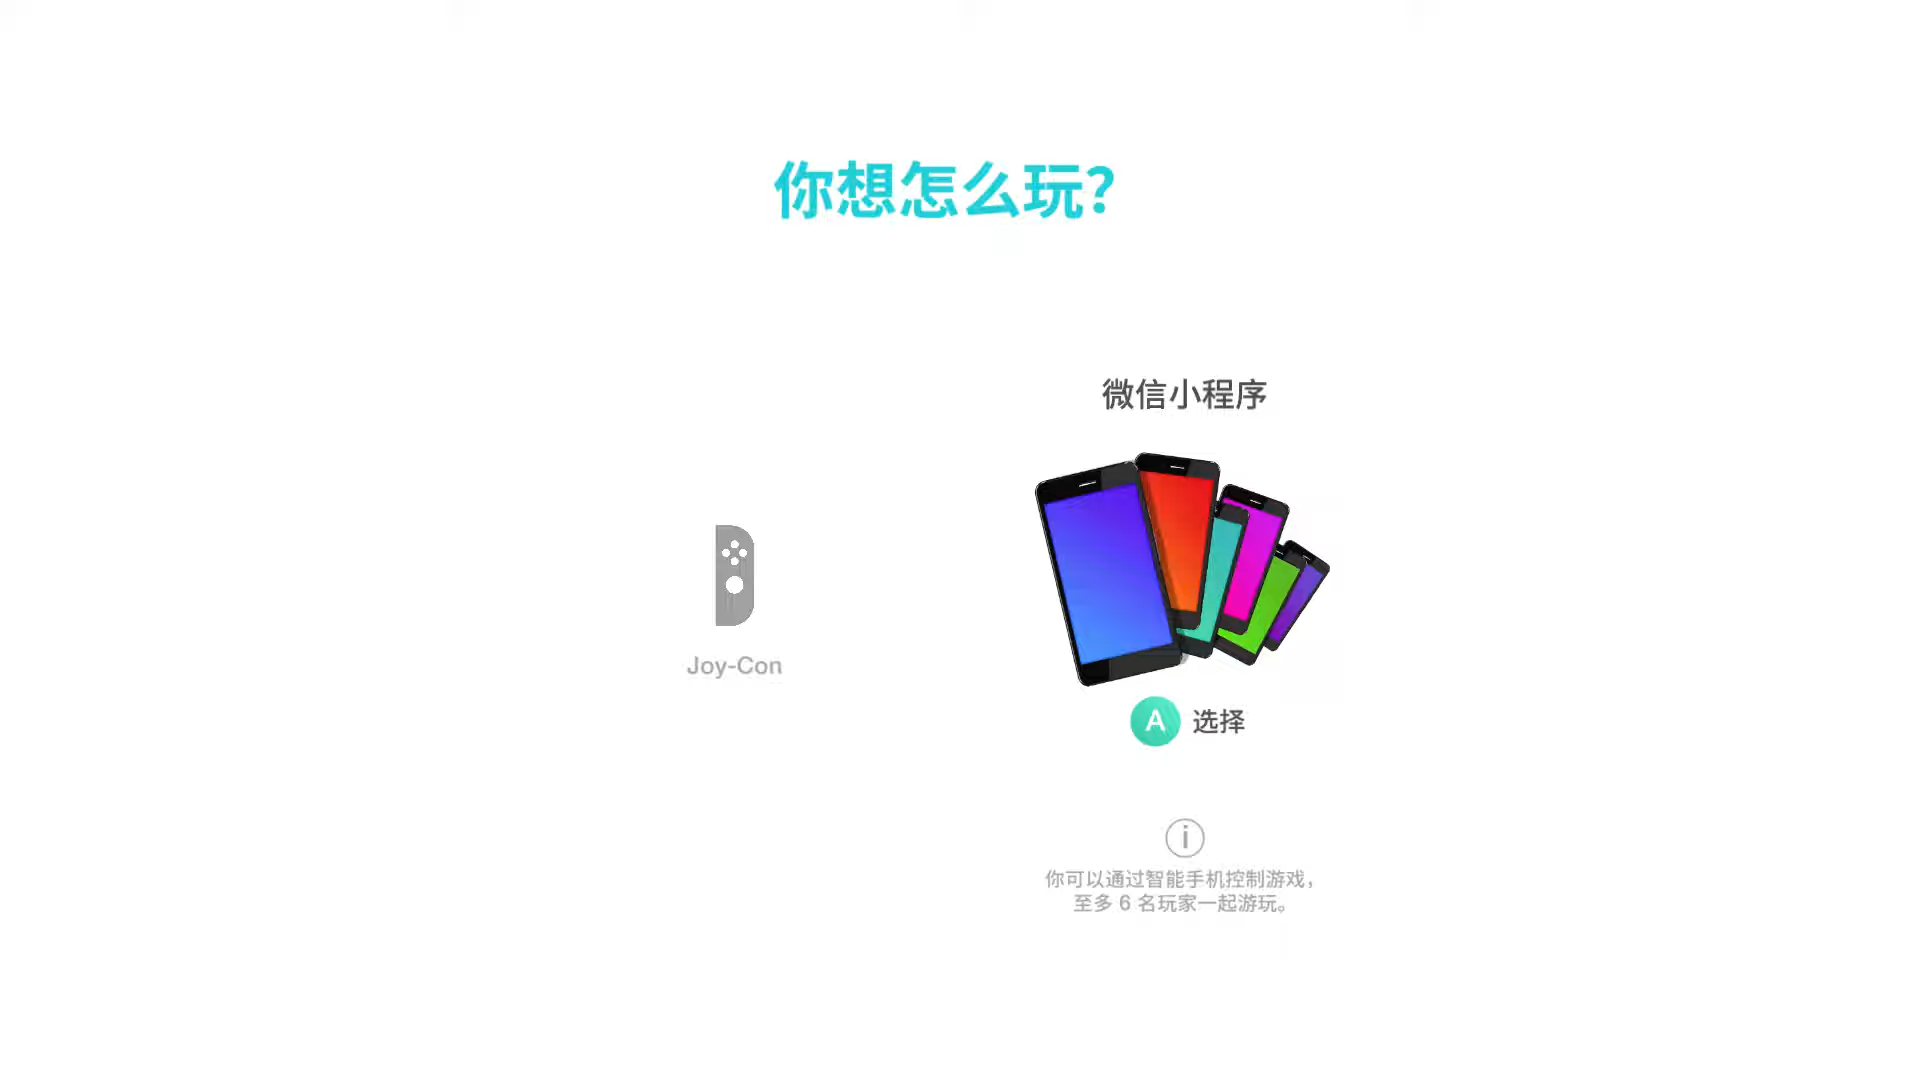 你想怎么玩？
微信小程序
Joy-Con
A 选择
i
你可以通过智能手机控制游戏，
至多 6 名玩家一起游玩。